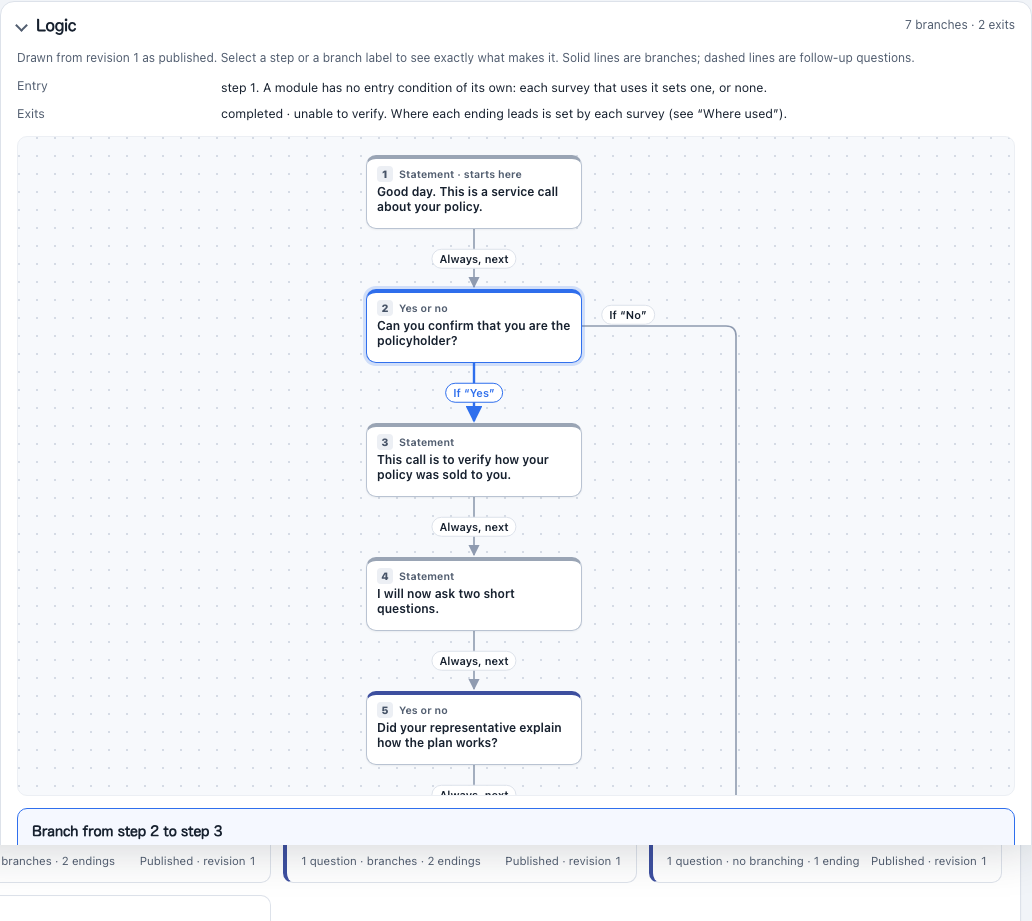 Logic
7 branches · 2 exits
Drawn from revision 1 as published. Select a step or a branch label to see exactly what makes it. Solid lines are branches; dashed lines are follow-up questions.
Entry
step 1. A module has no entry condition of its own: each survey that uses it sets one, or none.
Exits
completed · unable to verify. Where each ending leads is set by each survey (see “Where used”).
1 Statement · starts here
Good day. This is a service call
about your policy.
Always, next
2 Yes or no
Can you confirm that you are the
policyholder?
If “No”
If “Yes”
3 Statement
This call is to verify how your
policy was sold to you.
Always, next
4 Statement
I will now ask two short
questions.
Always, next
5 Yes or no
Did your representative explain
how the plan works?
Always, next
Branch from step 2 to step 3
branches · 2 endings
Published · revision 1
1 question · branches · 2 endings
Published · revision 1
1 question · no branching · 1 ending
Published · revision 1